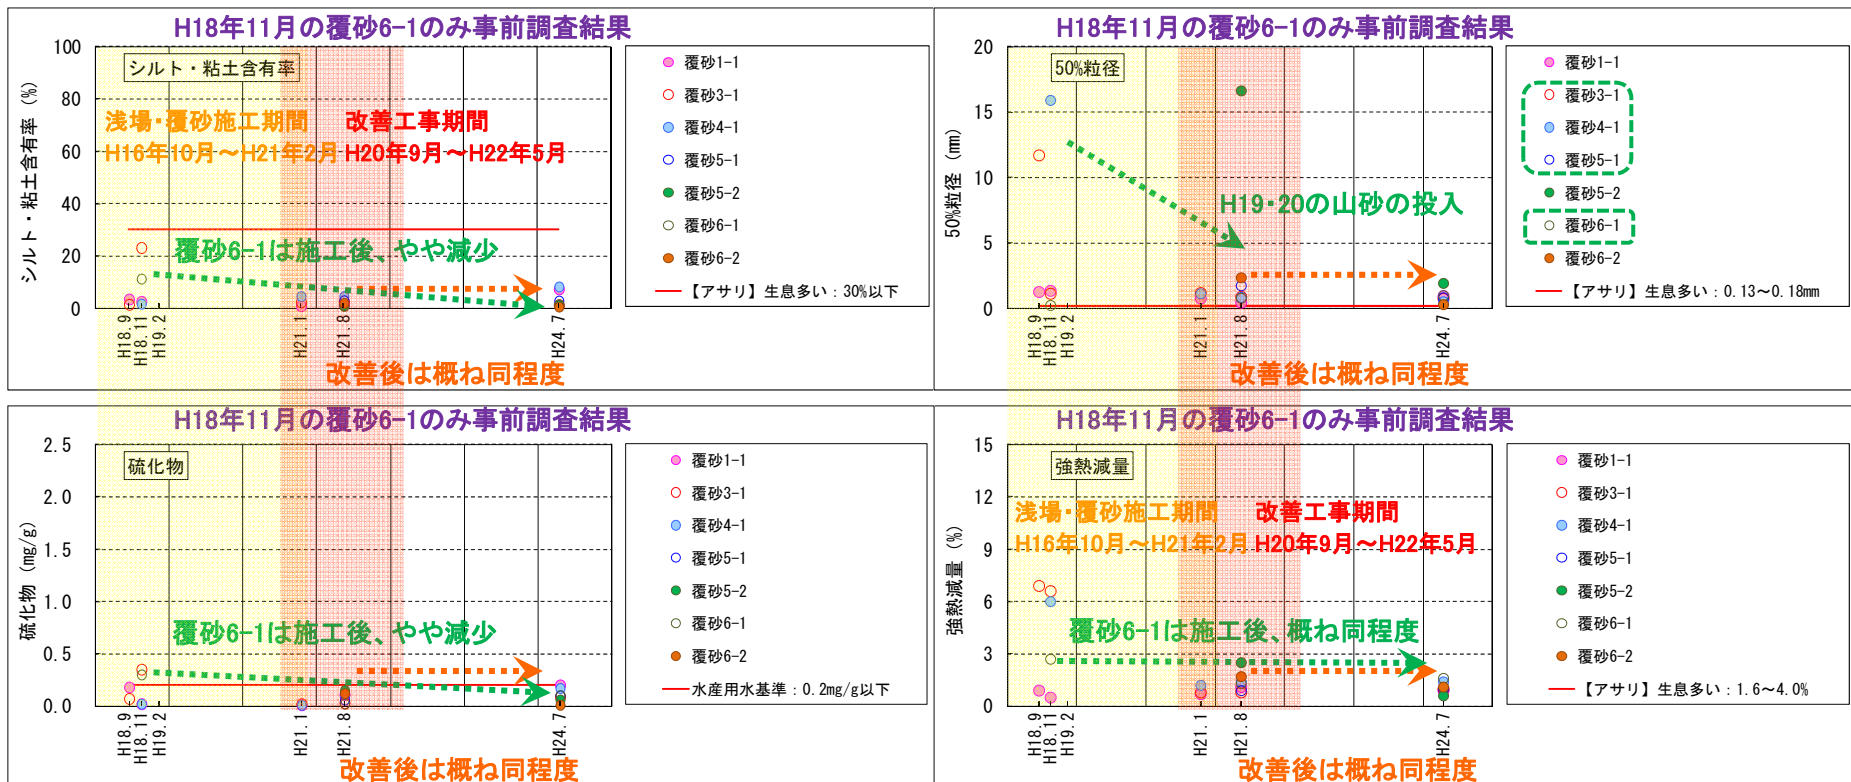 H18年11月の覆砂6-1のみ事前調査結果
シルト・粘土含有率 (%)
100
80
60
40
20
0
シルト・粘土含有率
浅場・覆砂施工期間
H16年10月～H21年2月
改善工事期間
H20年9月～H22年5月
覆砂6-1は施工後、やや減少
H18.9
H18.11
H19.2
H21.1
H21.8
H24.7
改善後は概ね同程度
覆砂1-1
覆砂3-1
覆砂4-1
覆砂5-1
覆砂5-2
覆砂6-1
覆砂6-2
【アサリ】生息多い：30%以下
H18年11月の覆砂6-1のみ事前調査結果
50%粒径 (mm)
20
15
10
5
0
50%粒径
H19・20の山砂の投入
H18.9
H18.11
H19.2
H21.1
H21.8
H24.7
改善後は概ね同程度
覆砂1-1
覆砂3-1
覆砂4-1
覆砂5-1
覆砂5-2
覆砂6-1
覆砂6-2
【アサリ】生息多い：0.13～0.18mm
H18年11月の覆砂6-1のみ事前調査結果
硫化物 (mg/g)
2.5
2.0
1.5
1.0
0.5
0.0
硫化物
覆砂6-1は施工後、やや減少
H18.9
H18.11
H19.2
H21.1
H21.8
H24.7
改善後は概ね同程度
覆砂1-1
覆砂3-1
覆砂4-1
覆砂5-1
覆砂5-2
覆砂6-1
覆砂6-2
水産用水基準：0.2mg/g以下
H18年11月の覆砂6-1のみ事前調査結果
強熱減量 (%)
15
12
9
6
3
0
強熱減量
浅場・覆砂施工期間
H16年10月～H21年2月
改善工事期間
H20年9月～H22年5月
覆砂6-1は施工後、概ね同程度
H18.9
H18.11
H19.2
H21.1
H21.8
H24.7
改善後は概ね同程度
覆砂1-1
覆砂3-1
覆砂4-1
覆砂5-1
覆砂5-2
覆砂6-1
覆砂6-2
【アサリ】生息多い：1.6～4.0%